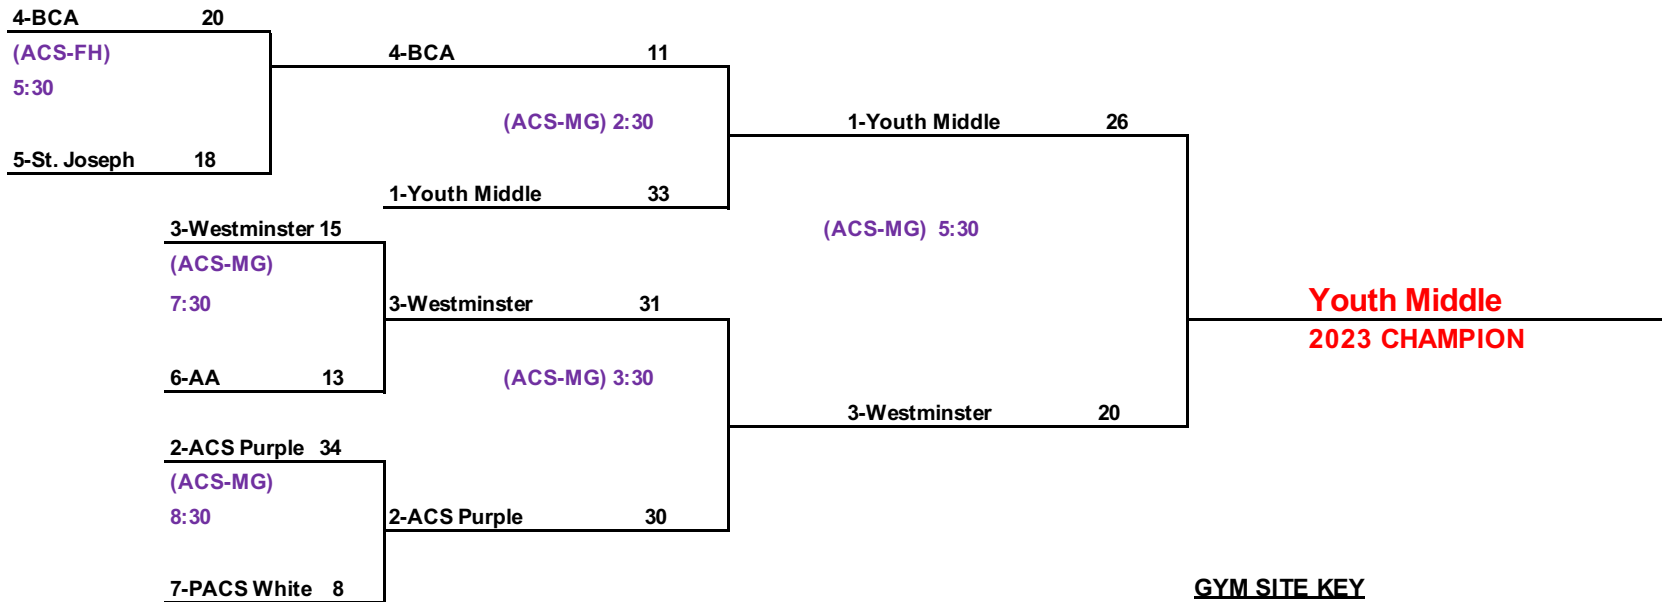 4-BCA 20
(ACS-FH)
5:30
5-St. Joseph 18
4-BCA 11
(ACS-MG) 2:30
1-Youth Middle 33
1-Youth Middle 26
3-Westminster 15
(ACS-MG)
7:30
6-AA 13
3-Westminster 31
(ACS-MG) 3:30
2-ACS Purple 34
(ACS-MG)
8:30
7-PACS White 8
2-ACS Purple 30
(ACS-MG) 5:30
3-Westminster 20
Youth Middle
2023 CHAMPION
GYM SITE KEY